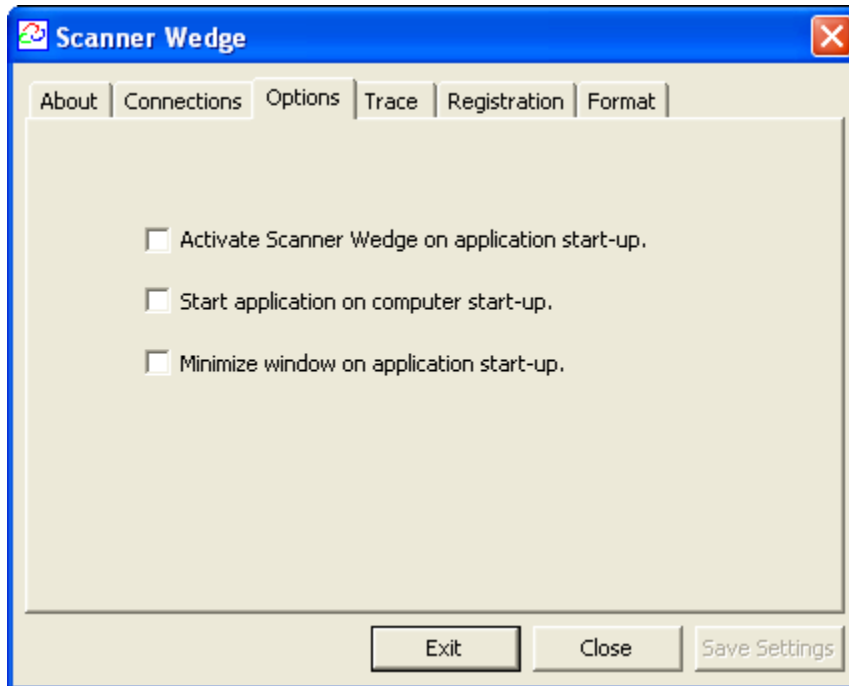 Scanner Wedge
About Connections Options Trace Registration Format
Activate Scanner Wedge on application start-up.
Start application on computer start-up.
Minimize window on application start-up.
Exit Close Save Settings